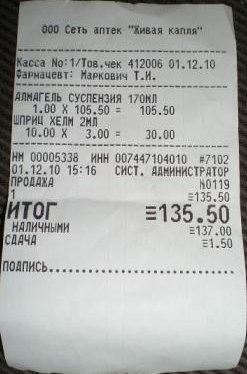 ООО Сеть аптек "Живая капля"
Касса No:1/Тов.чек 412006 01.12.10
Фармацевт: Маркович Т.И.
АЛМАГЕЛЬ СУСПЕНЗИЯ 170МЛ
1.00 X 105.50 = 105.50
ШПРИЦ ХЕЛМ 2МЛ
10.00 X 3.00 = 30.00
НМ 00005338 ИНН 007447104010 #7102
01.12.10 15:16 СИСТ. АДМИНИСТРАТОР
ПРОДАЖА №0119
1 ≡135.50
ИТОГ ≡135.50
НАЛИЧНЫМИ ≡137.00
СДАЧА ≡1.50
ПОДПИСЬ....................